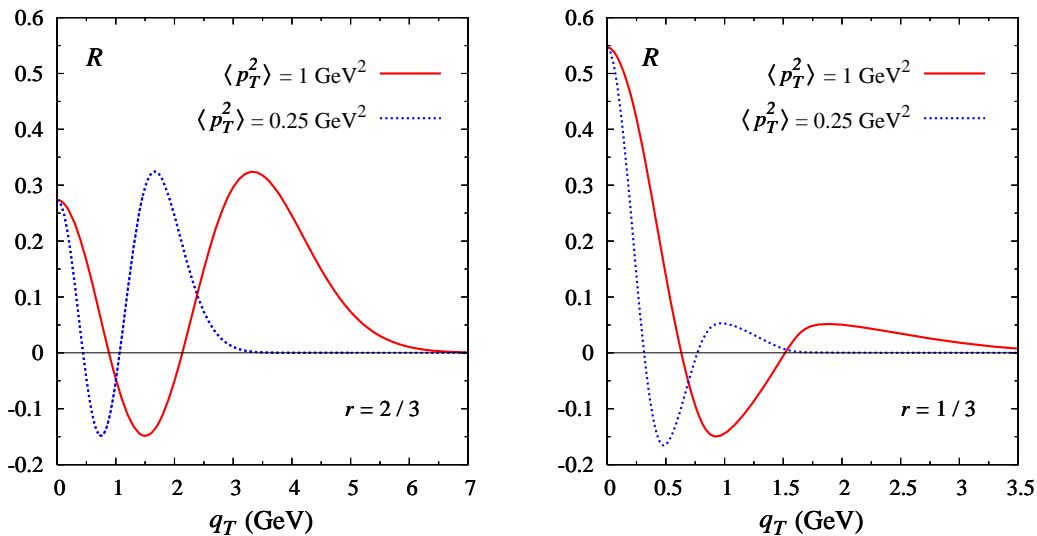 0.6
0.5
0.4
0.3
0.2
0.1
0
-0.1
-0.2
R
⟨ p_T^2 ⟩ = 1 GeV^2
⟨ p_T^2 ⟩ = 0.25 GeV^2
r = 2 / 3
0 1 2 3 4 5 6 7
q_T (GeV)
0.6
0.5
0.4
0.3
0.2
0.1
0
-0.1
-0.2
R
⟨ p_T^2 ⟩ = 1 GeV^2
⟨ p_T^2 ⟩ = 0.25 GeV^2
r = 1 / 3
0 0.5 1 1.5 2 2.5 3 3.5
q_T (GeV)